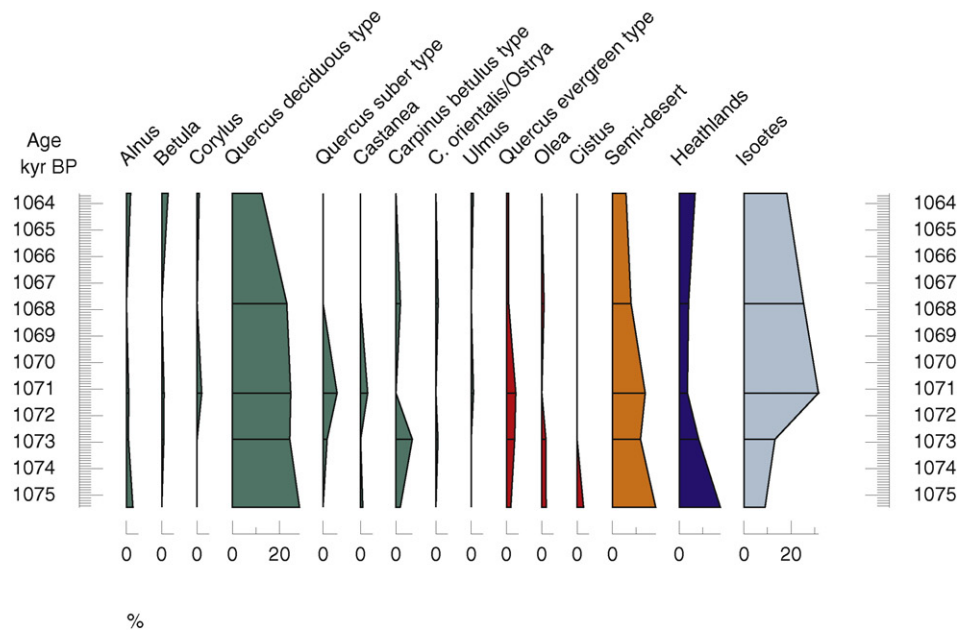 Age
kyr BP
Alnus
Betula
Corylus
Quercus deciduous type
Quercus suber type
Castanea
Carpinus betulus type
C. orientalis/Ostrya
Ulmus
Quercus evergreen type
Olea
Cistus
Semi-desert
Heathlands
Isoetes
1064 1064
1065 1065
1066 1066
1067 1067
1068 1068
1069 1069
1070 1070
1071 1071
1072 1072
1073 1073
1074 1074
1075 1075
0 0 0 0 20 0 0 0 0 0 0 0 0 0 0 0 20
%